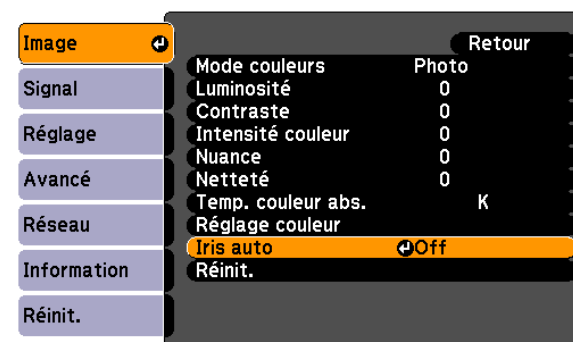 Image
Signal
Réglage
Avancé
Réseau
Information
Réinit.
Retour
Mode couleurs Photo
Luminosité 0
Contraste 0
Intensité couleur 0
Nuance 0
Netteté 0
Temp. couleur abs. K
Réglage couleur
Iris auto Off
Réinit.